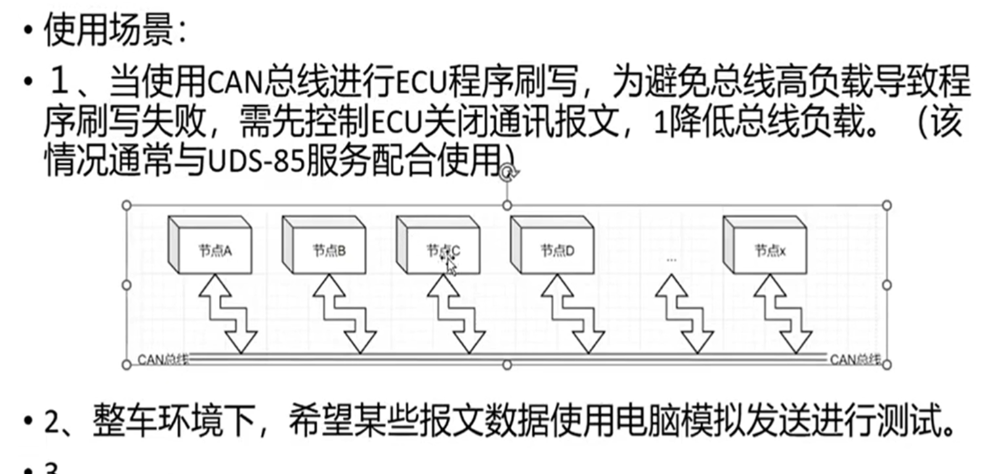 • 使用场景：
• １、当使用CAN总线进行ECU程序刷写，为避免总线高负载导致程
序刷写失败，需先控制ECU关闭通讯报文，1降低总线负载。（该
情况通常与UDS-85服务配合使用）
节点A 节点B 节点C 节点D ... 节点x
CAN总线 CAN总线
• 2、整车环境下，希望某些报文数据使用电脑模拟发送进行测试。
• 3